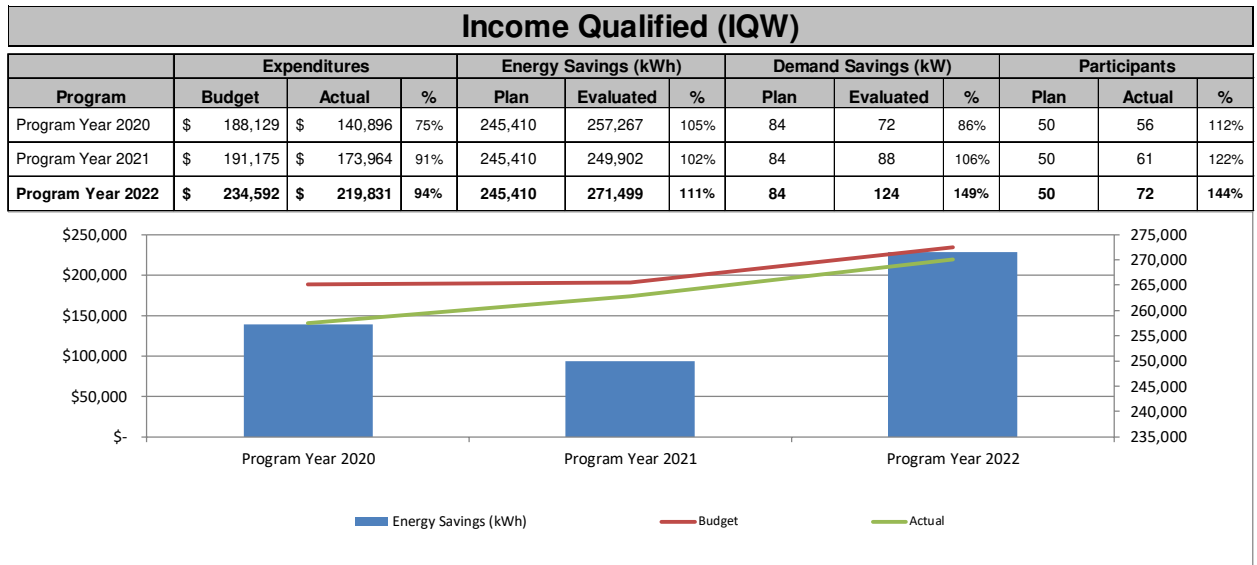 Income Qualified (IQW)
Expenditures Energy Savings (kWh) Demand Savings (kW) Participants
Program Budget Actual % Plan Evaluated % Plan Evaluated % Plan Actual %
Program Year 2020 $ 188,129 $ 140,896 75% 245,410 257,267 105% 84 72 86% 50 56 112%
Program Year 2021 $ 191,175 $ 173,964 91% 245,410 249,902 102% 84 88 106% 50 61 122%
Program Year 2022 $ 234,592 $ 219,831 94% 245,410 271,499 111% 84 124 149% 50 72 144%
$250,000 275,000
270,000
$200,000
265,000
$150,000 260,000
255,000
$100,000
250,000
245,000
$50,000
240,000
$- 235,000
Program Year 2020 Program Year 2021 Program Year 2022
Energy Savings (kWh) Budget Actual